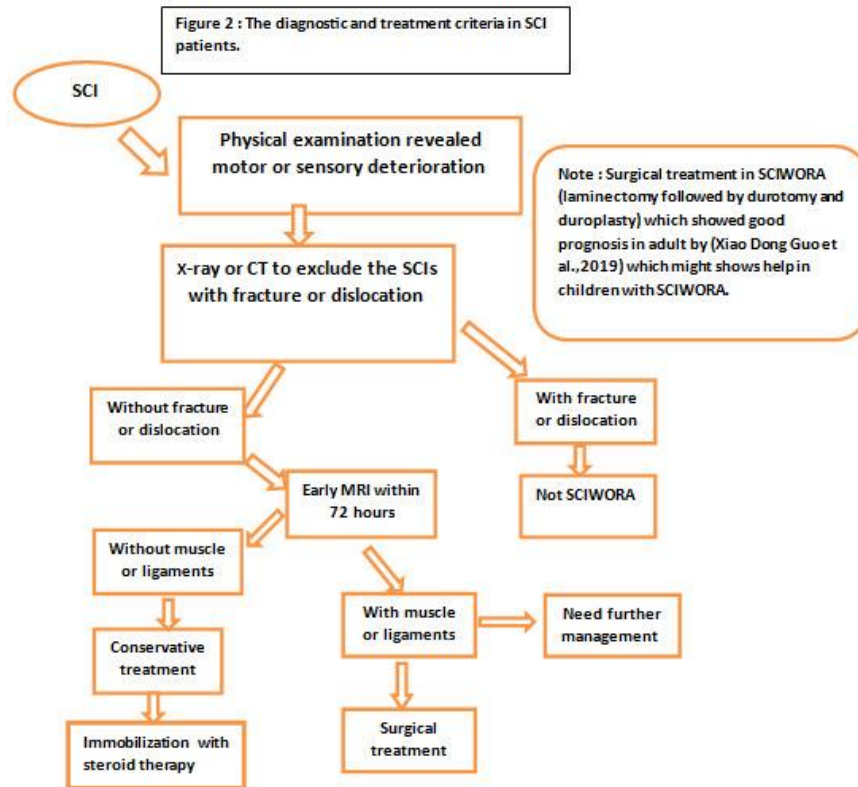 Figure 2 : The diagnostic and treatment criteria in SCI
patients.
SCI
Physical examination revealed
motor or sensory deterioration
Note : Surgical treatment in SCIWORA
(laminectomy followed by durotomy and
duroplasty) which showed good
prognosis in adult by (Xiao Dong Guo et
al.,2019) which might shows help in
children with SCIWORA.
X-ray or CT to exclude the SCIs
with fracture or dislocation
Without fracture
or dislocation
With fracture
or dislocation
Early MRI within
72 hours
Not SCIWORA
Without muscle
or ligaments
With muscle
or ligaments
Need further
management
Conservative
treatment
Surgical
treatment
Immobilization with
steroid therapy